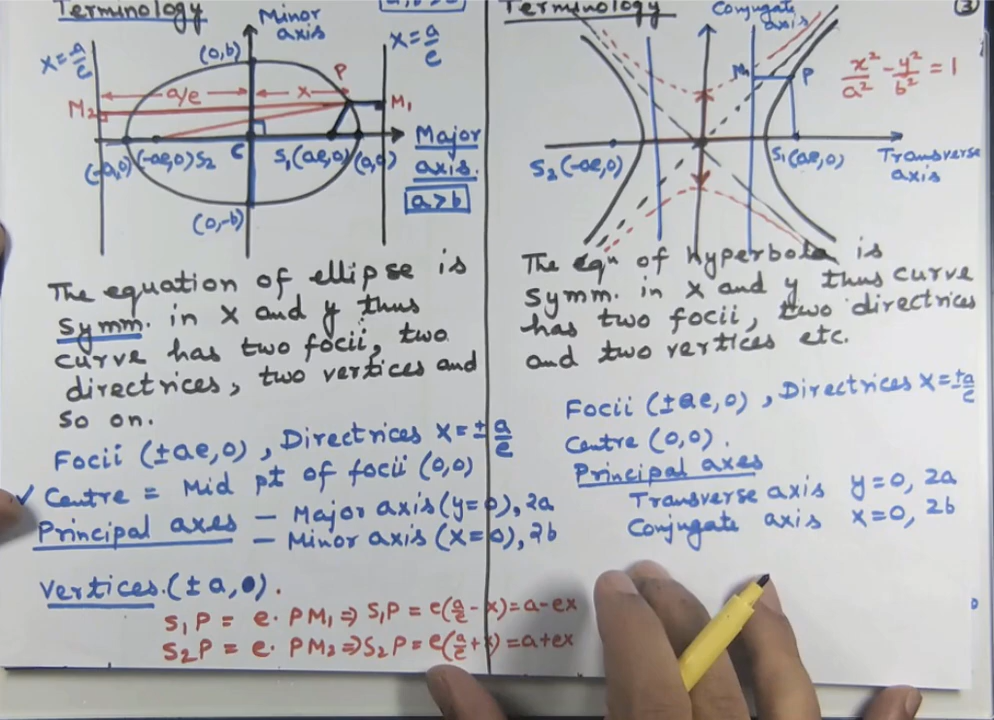 Terminology
Minor
axis
x=a/e
x=a/e
(0,b)
P
a/e
x
M2
M1
(-a,0)
(-ae,0)
S2
C
S1(ae,0)
(a,0)
Major
axis.
a>b
(0,-b)
The equation of ellipse is
symm. in x and y thus
curve has two focii, two
directrices, two vertices and
so on.
Focii (±ae,0), Directrices x=±a/e
✓ Centre = Mid pt of focii (0,0)
Principal axes – Major axis (y=0), 2a
– Minor axis (x=0), 2b
Vertices. (±a,0).
S1P = e. PM1 ⇒ S1P = e(a/e - x) = a-ex
S2P = e. PM2 ⇒ S2P = e(a/e + x) = a+ex
Terminology
Conjugate
axis
3
P
x²/a² - y²/b² = 1
S2(-ae,0)
S1(ae,0)
Transverse
axis
The eqn of hyperbola is
symm. in x and y thus curve
has two focii, two directrices
and two vertices etc.
Focii (±ae,0), Directrices x=±a/e
Centre (0,0).
Principal axes
Transverse axis y=0, 2a
Conjugate axis x=0, 2b